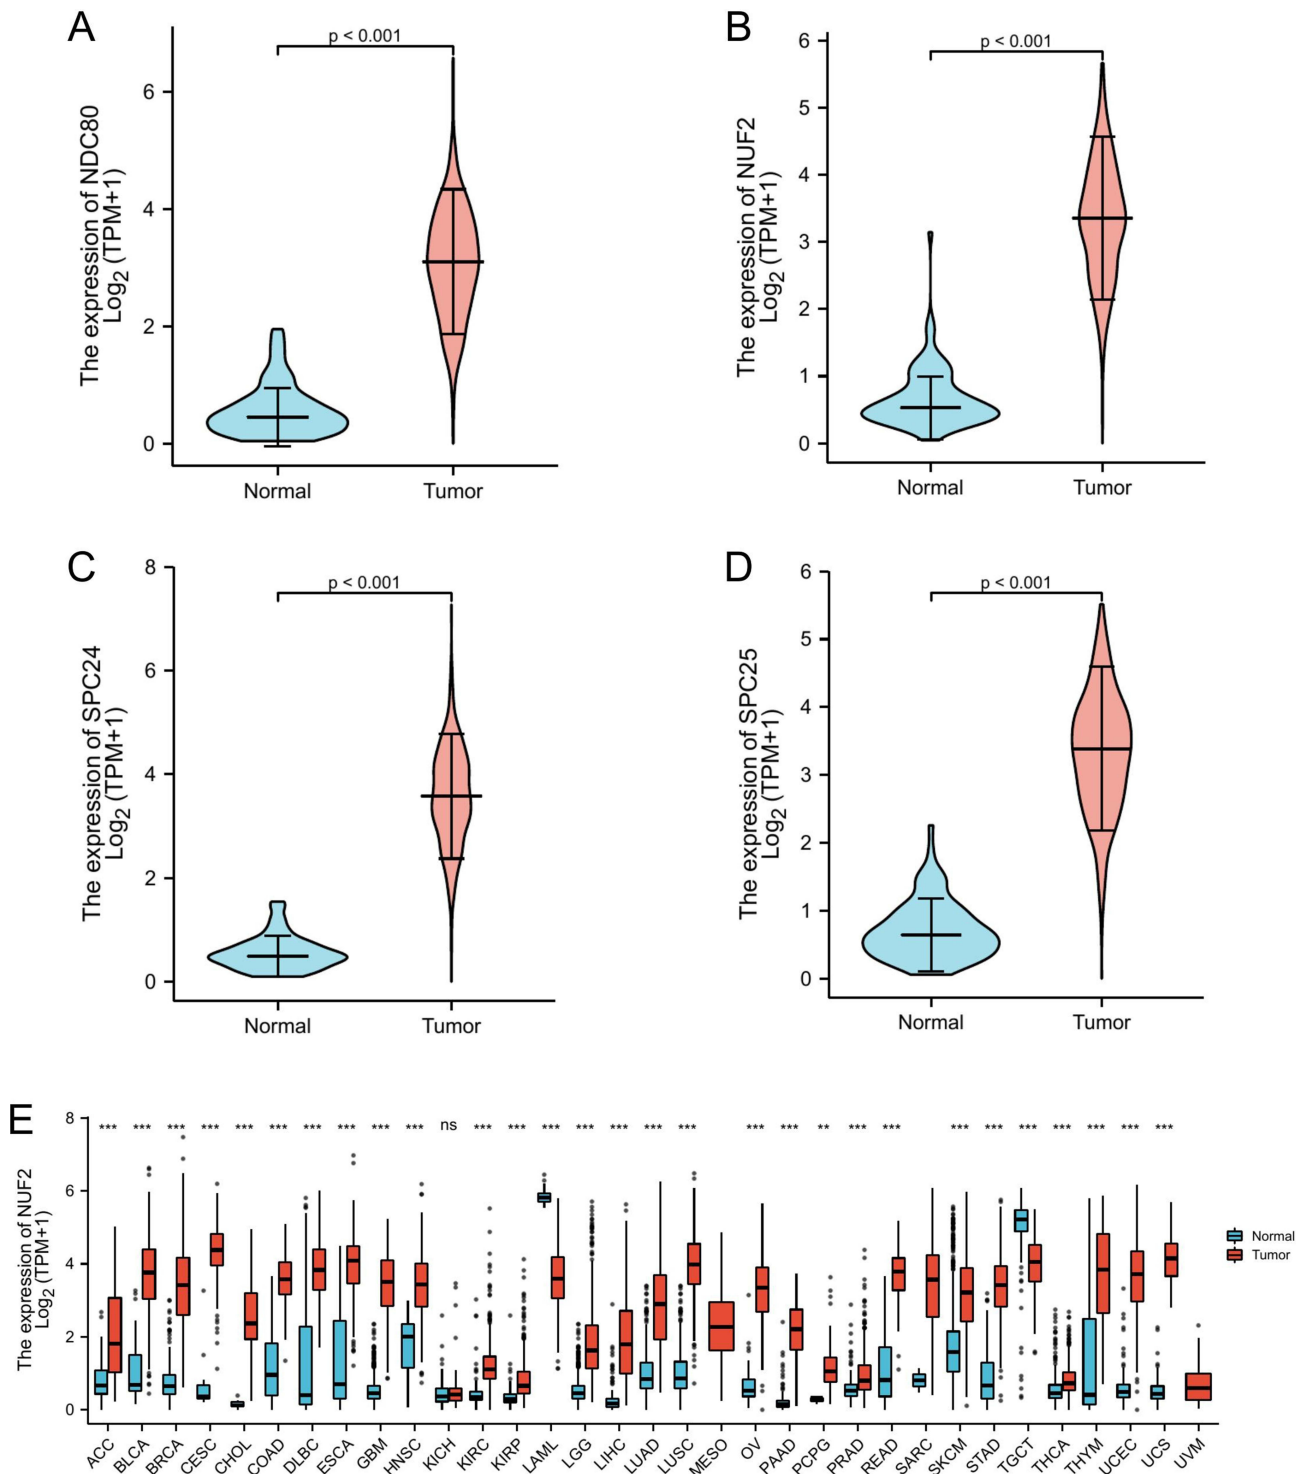 A
p < 0.001
The expression of NDC80
Log2 (TPM+1)
6
4
2
0
Normal Tumor
B
p < 0.001
The expression of NUF2
Log2 (TPM+1)
6
5
4
3
2
1
0
Normal Tumor
C
p < 0.001
The expression of SPC24
Log2 (TPM+1)
8
6
4
2
0
Normal Tumor
D
p < 0.001
The expression of SPC25
Log2 (TPM+1)
6
5
4
3
2
1
0
Normal Tumor
E
The expression of NUF2
Log2 (TPM+1)
8
6
4
2
0
*** *** *** *** *** *** *** *** *** *** ns *** *** *** *** *** *** *** *** *** ** *** *** *** *** *** *** *** *** ***
ACC BLCA BRCA CESC CHOL COAD DLBC ESCA GBM HNSC KICH KIRC KIRP LAML LGG LIHC LUAD LUSC MESO OV PAAD PCPG PRAD READ SARC SKCM STAD TGCT THCA THYM UCEC UCS UVM
Normal
Tumor